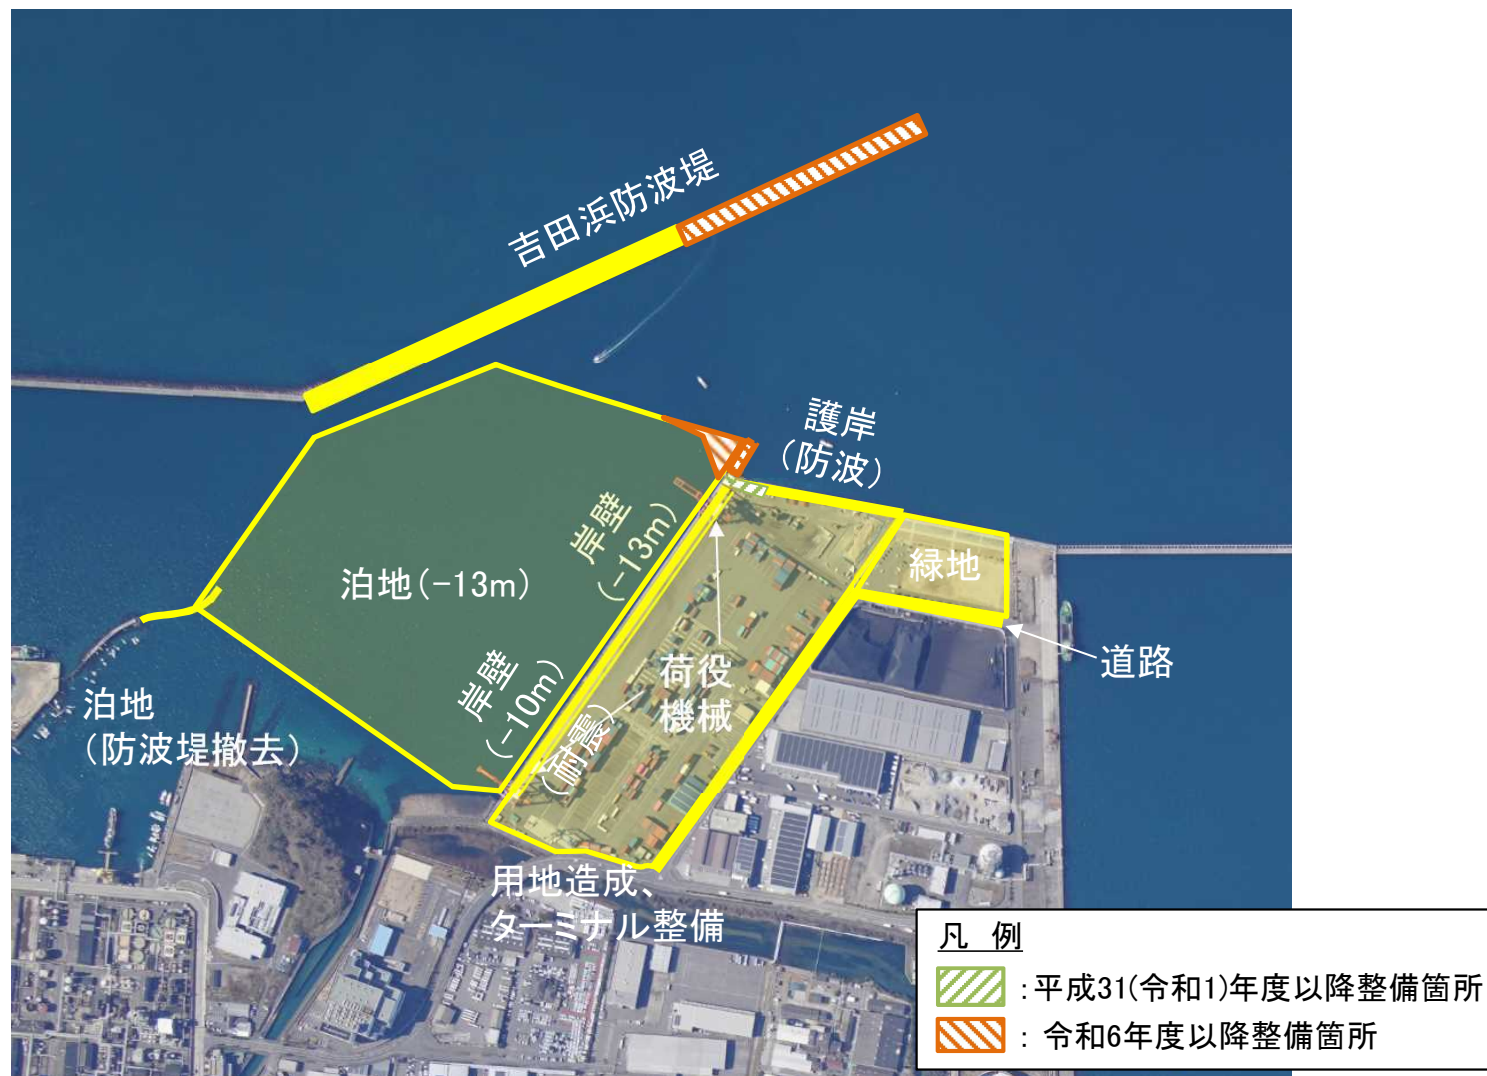 吉田浜防波堤
護岸
（防波）
岸壁
（-13m）
緑地
泊地（-13m）
道路
岸壁
（-10m）
荷役
機械
（耐震）
泊地
（防波堤撤去）
用地造成、
ターミナル整備
凡 例
：平成31(令和1)年度以降整備箇所
： 令和6年度以降整備箇所